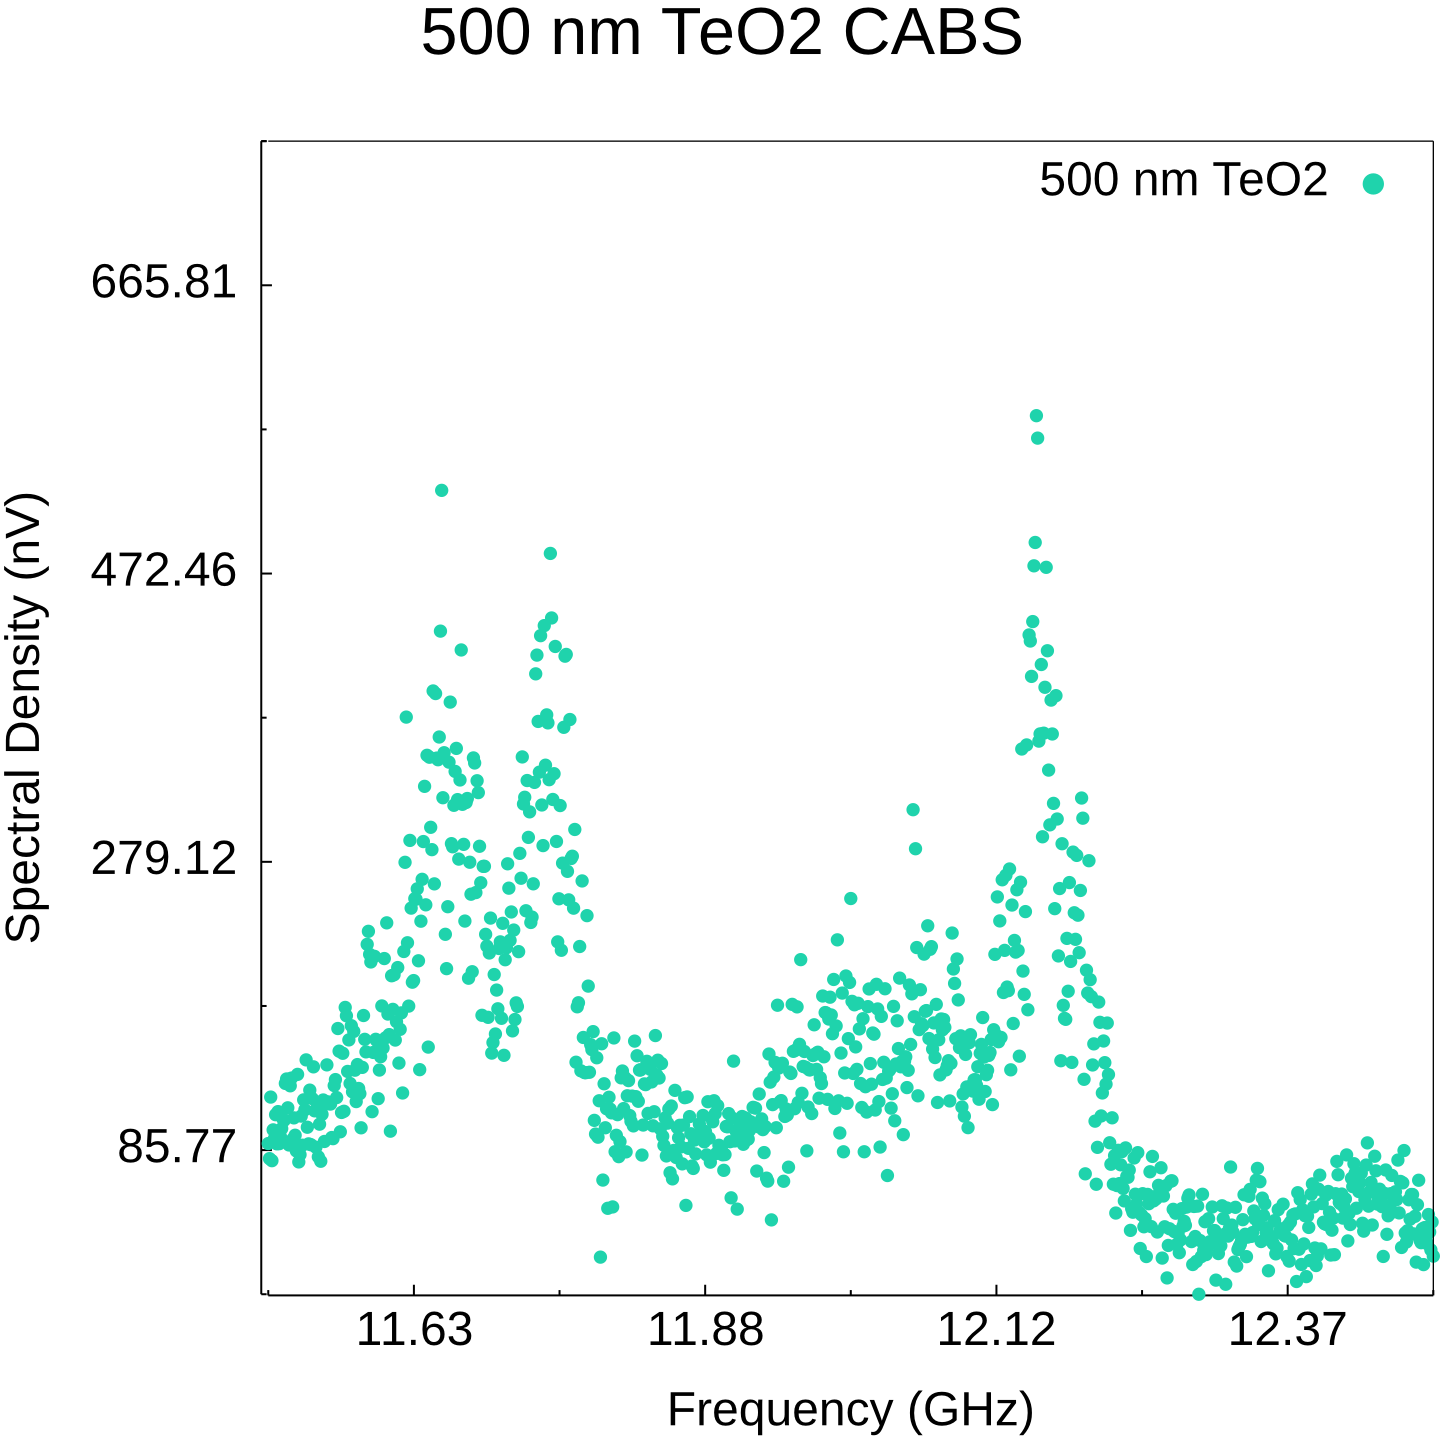 500 nm TeO2 CABS
500 nm TeO2
665.81
472.46
279.12
85.77
Spectral Density (nV)
11.63
11.88
12.12
12.37
Frequency (GHz)